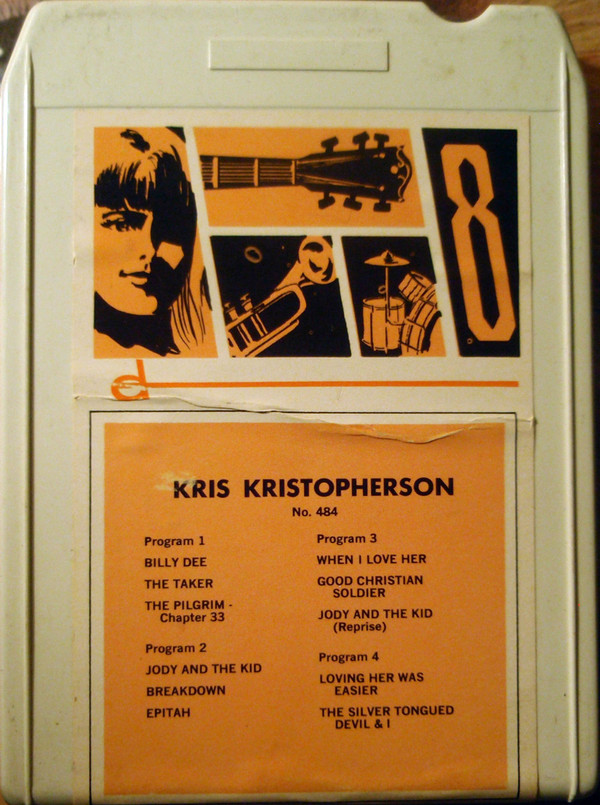 8
KRIS KRISTOPHERSON
No. 484
Program 1
BILLY DEE
THE TAKER
THE PILGRIM -
Chapter 33
Program 2
JODY AND THE KID
BREAKDOWN
EPITAH
Program 3
WHEN I LOVE HER
GOOD CHRISTIAN
SOLDIER
JODY AND THE KID
(Reprise)
Program 4
LOVING HER WAS
EASIER
THE SILVER TONGUED
DEVIL & I